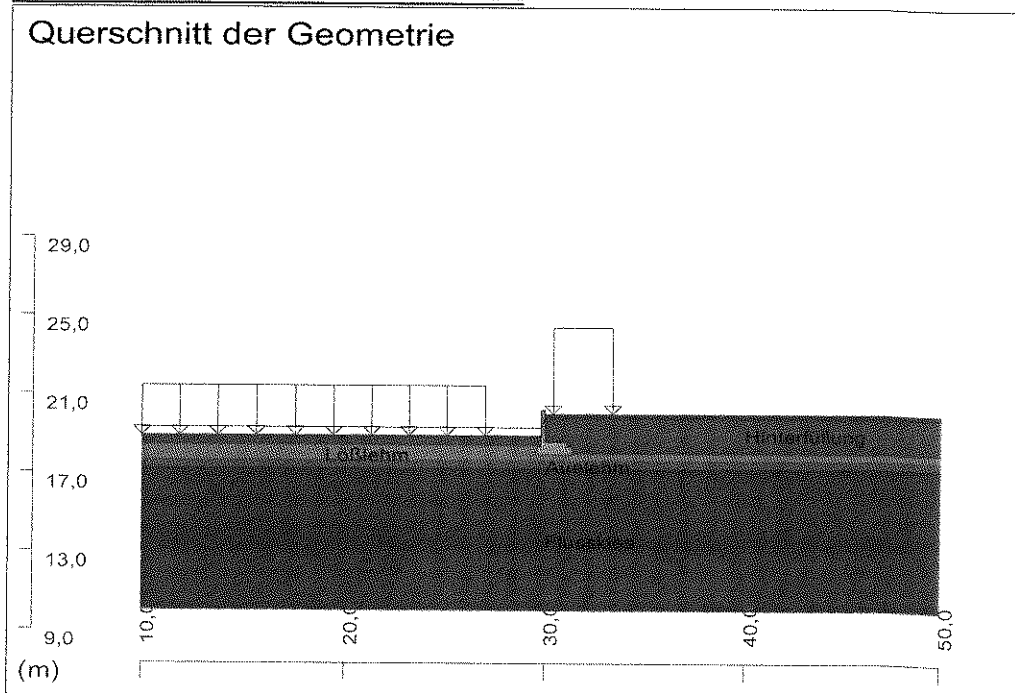 Querschnitt der Geometrie
29,0
25,0
21,0
17,0
13,0
9,0
(m)
Hinterfüllung
Lößlehm
Auelehm
Flusskies
10,0
20,0
30,0
40,0
50,0